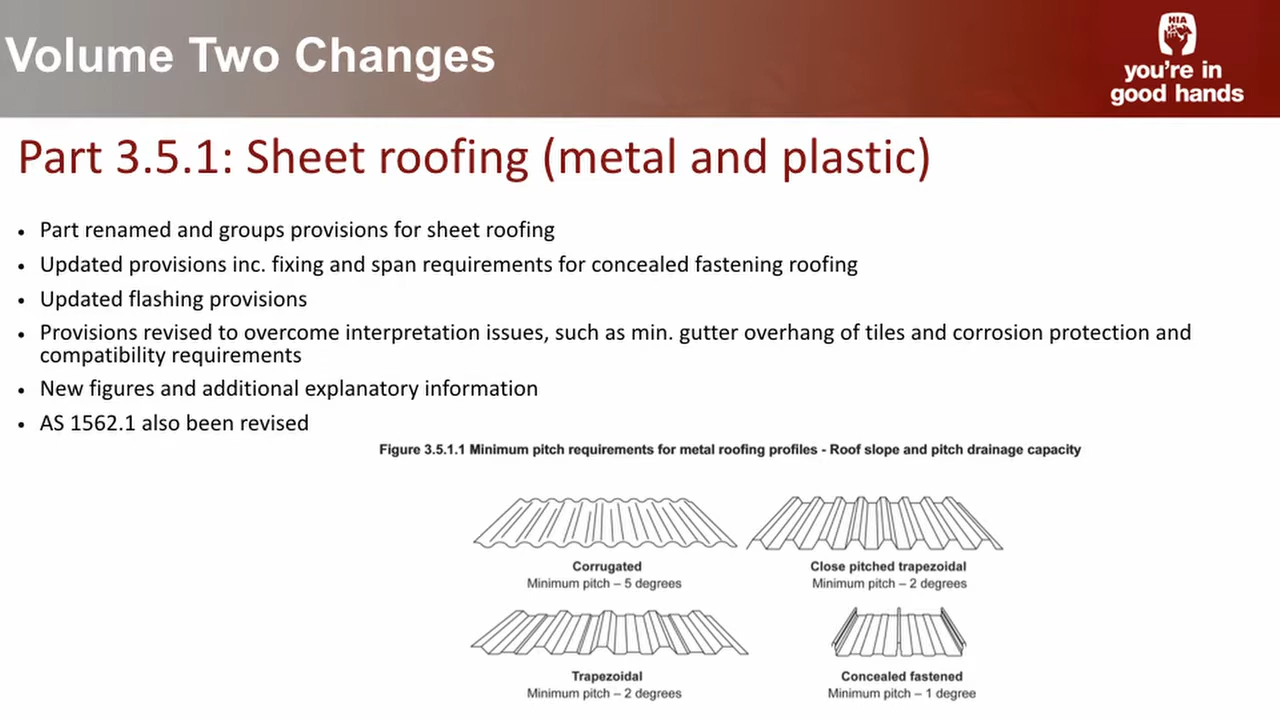 Volume Two Changes
HIA
you're in
good hands
Part 3.5.1: Sheet roofing (metal and plastic)
• Part renamed and groups provisions for sheet roofing
• Updated provisions inc. fixing and span requirements for concealed fastening roofing
• Updated flashing provisions
• Provisions revised to overcome interpretation issues, such as min. gutter overhang of tiles and corrosion protection and
compatibility requirements
• New figures and additional explanatory information
• AS 1562.1 also been revised
Figure 3.5.1.1 Minimum pitch requirements for metal roofing profiles - Roof slope and pitch drainage capacity
Corrugated
Minimum pitch – 5 degrees
Close pitched trapezoidal
Minimum pitch – 2 degrees
Trapezoidal
Minimum pitch – 2 degrees
Concealed fastened
Minimum pitch – 1 degree